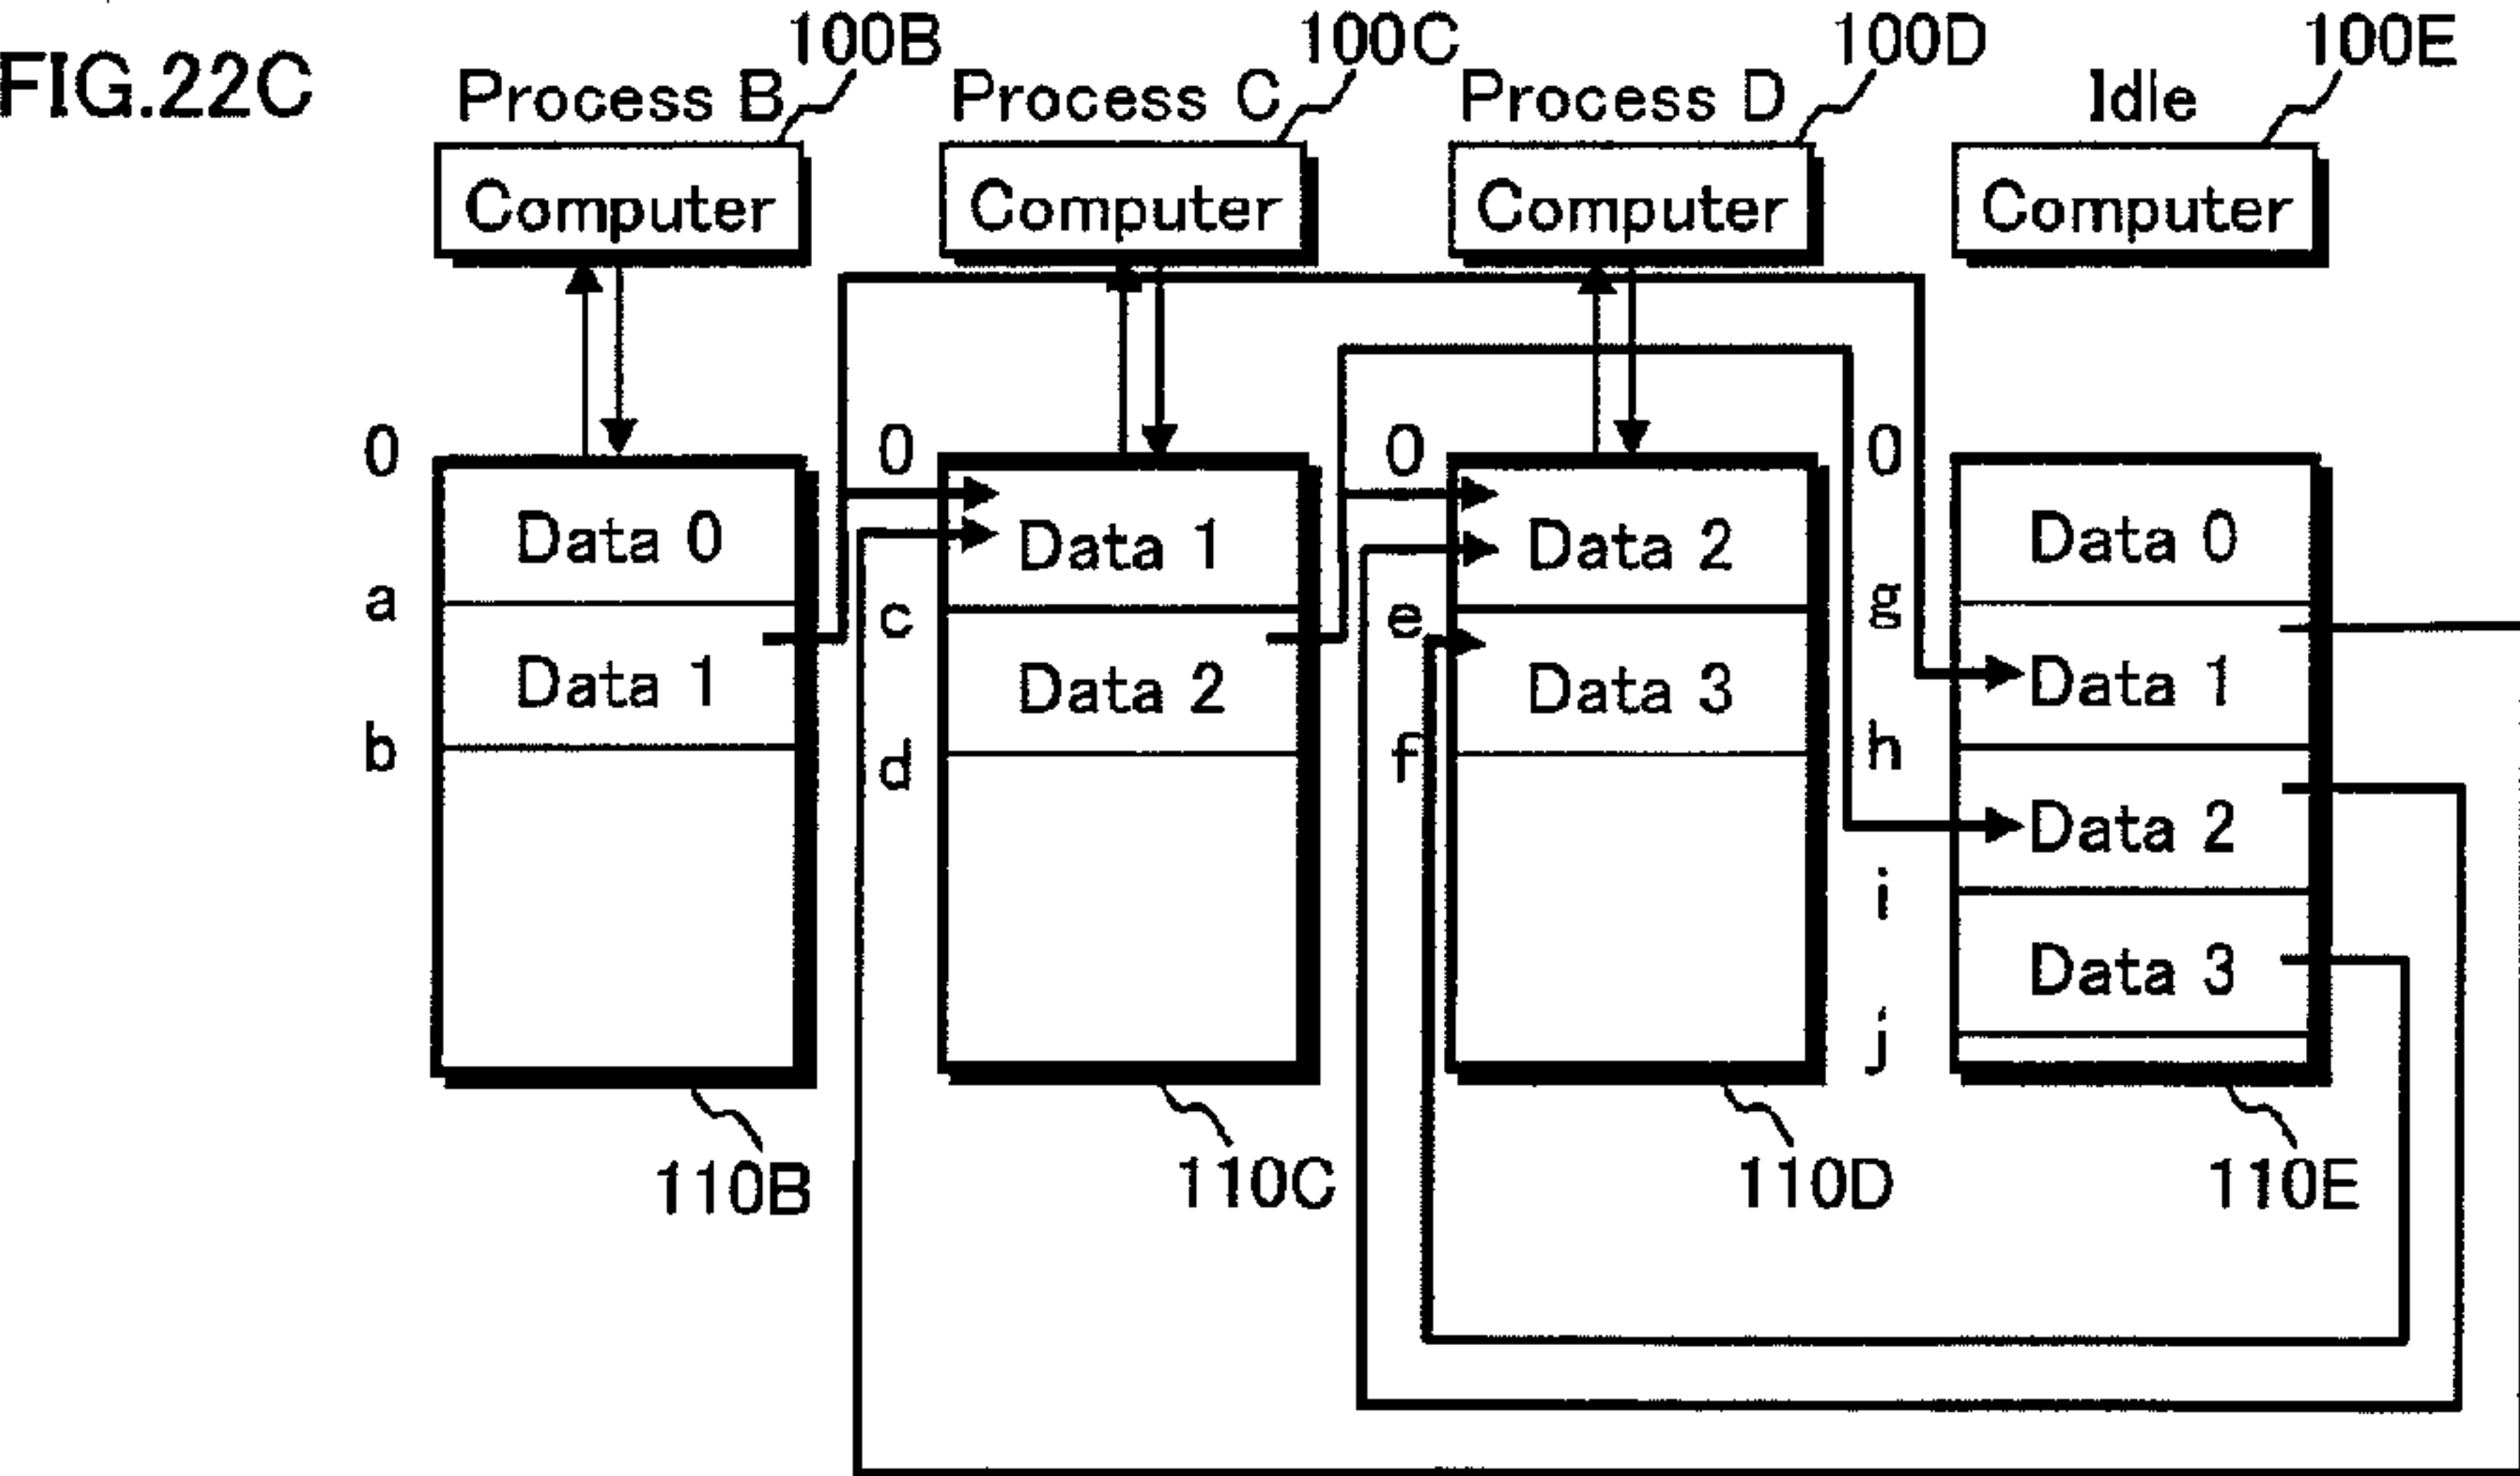 FIG.22C
100B 100C 100D 100E
Process B Process C Process D Idle
Computer Computer Computer Computer
0 0 0 0
Data 0 Data 1 Data 2 Data 0
a c e g
Data 1 Data 2 Data 3 Data 1
b d f h
Data 2
i
Data 3
j
110B 110C 110D 110E